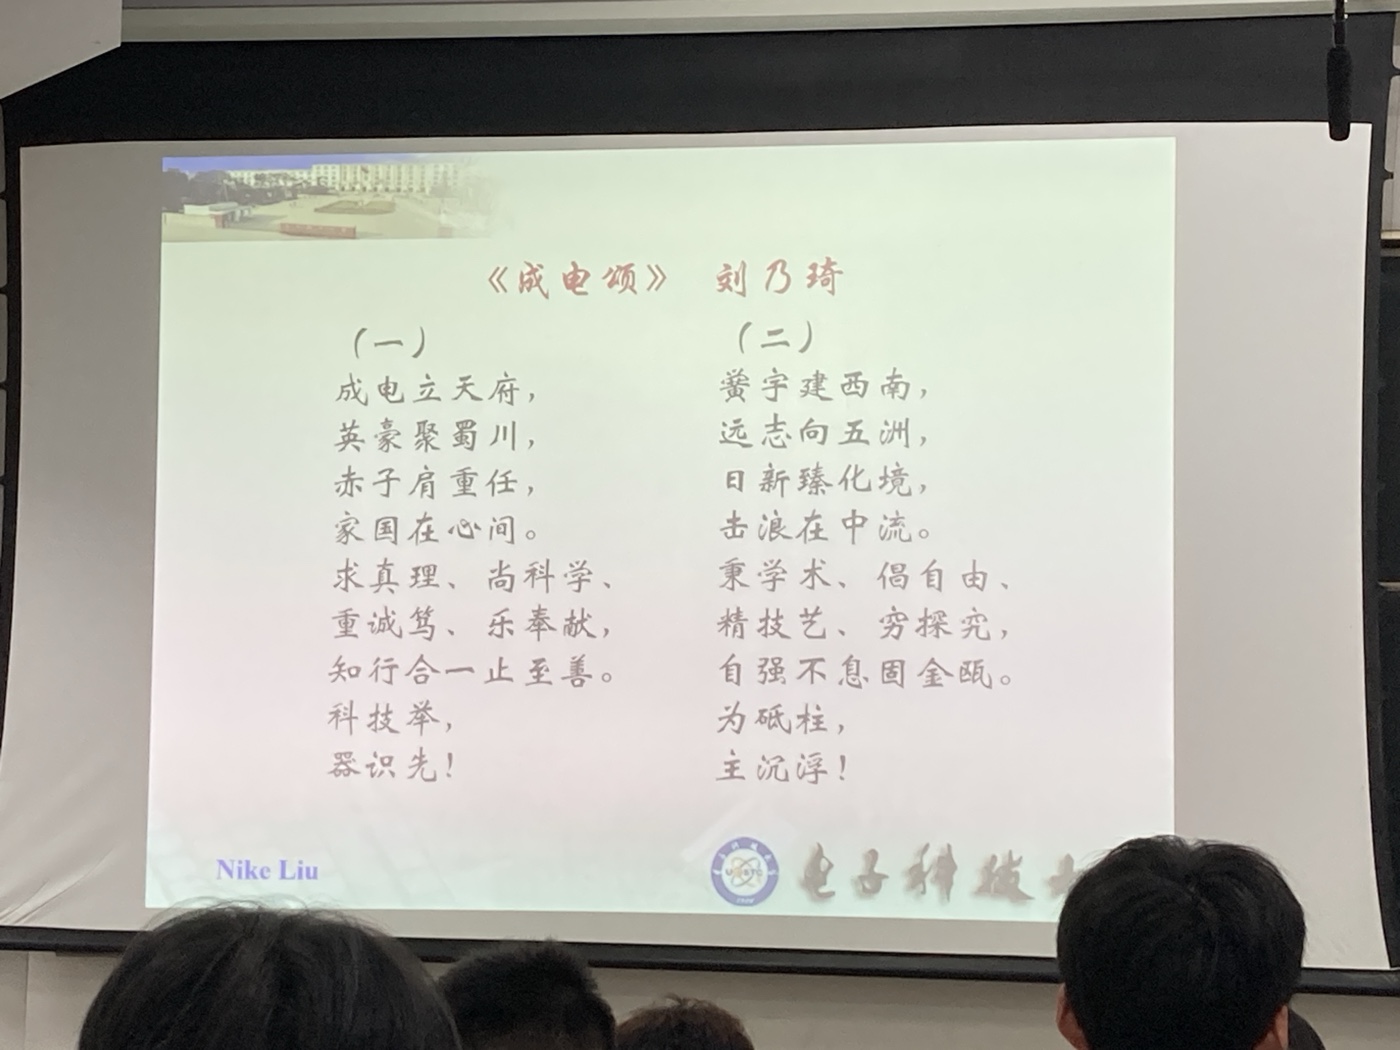 《成电颂》 刘乃琦
（一）
成电立天府，
英豪聚蜀川，
赤子肩重任，
家国在心间。
求真理、尚科学、
重诚笃、乐奉献，
知行合一止至善。
科技举，
器识先！
（二）
黉宇建西南，
远志向五洲，
日新臻化境，
击浪在中流。
秉学术、倡自由、
精技艺、穷探究，
自强不息固金瓯。
为砥柱，
主沉浮！
Nike Liu
电子科技